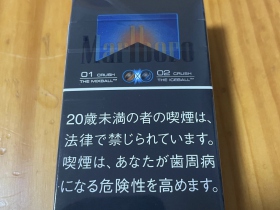 Marlboro
01 CRUSH 02 CRUSH
THE MIXBALL™ THE ICEBALL™
20歳未満の者の喫煙は、
法律で禁じられています。
喫煙は、あなたが歯周病
になる危険性を高めます。